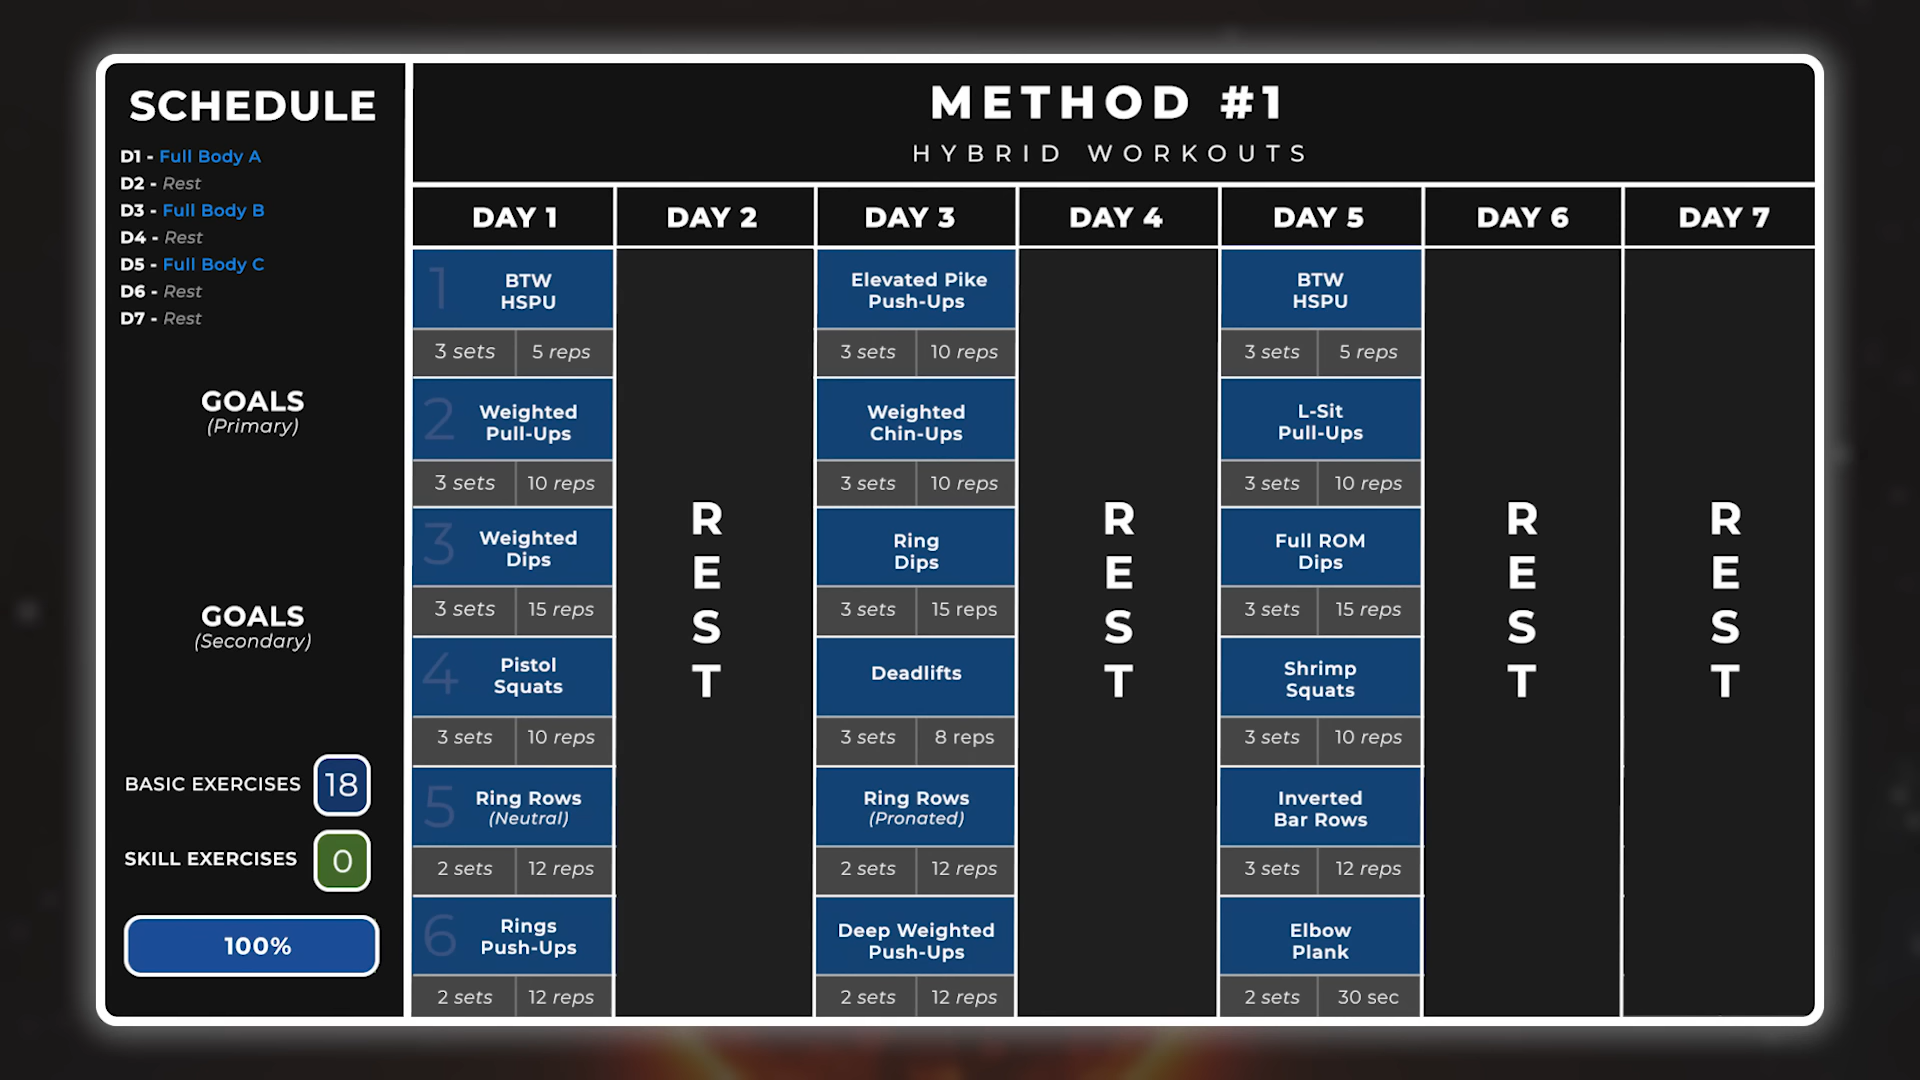 SCHEDULE
D1 - Full Body A
D2 - Rest
D3 - Full Body B
D4 - Rest
D5 - Full Body C
D6 - Rest
D7 - Rest
GOALS
(Primary)
GOALS
(Secondary)
BASIC EXERCISES 18
SKILL EXERCISES 0
100%
METHOD #1
HYBRID WORKOUTS
DAY 1
1
BTW
HSPU
3 sets 5 reps
2
Weighted
Pull-Ups
3 sets 10 reps
3
Weighted
Dips
3 sets 15 reps
4
Pistol
Squats
3 sets 10 reps
5
Ring Rows
(Neutral)
2 sets 12 reps
6
Rings
Push-Ups
2 sets 12 reps
DAY 2
REST
DAY 3
Elevated Pike
Push-Ups
3 sets 10 reps
Weighted
Chin-Ups
3 sets 10 reps
Ring
Dips
3 sets 15 reps
Deadlifts
3 sets 8 reps
Ring Rows
(Pronated)
2 sets 12 reps
Deep Weighted
Push-Ups
2 sets 12 reps
DAY 4
REST
DAY 5
BTW
HSPU
3 sets 5 reps
L-Sit
Pull-Ups
3 sets 10 reps
Full ROM
Dips
3 sets 15 reps
Shrimp
Squats
3 sets 10 reps
Inverted
Bar Rows
3 sets 12 reps
Elbow
Plank
2 sets 30 sec
DAY 6
REST
DAY 7
REST